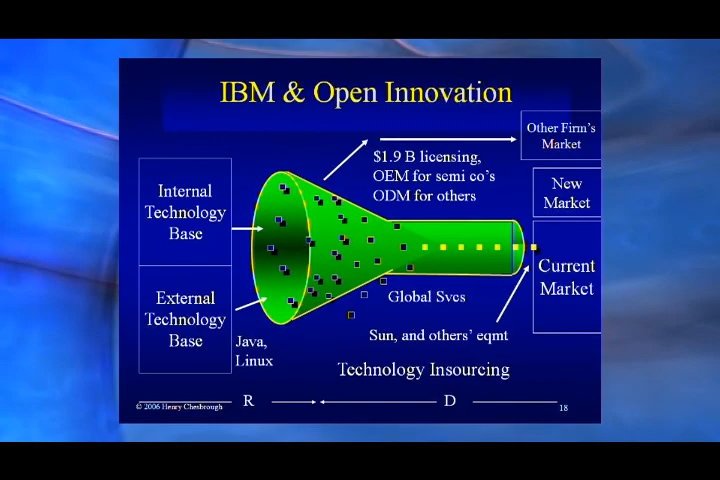 IBM & Open Innovation
Other Firm's
Market
$1.9 B licensing,
OEM for semi co's
ODM for others
New
Market
Internal
Technology
Base
Current
Market
External
Technology
Base
Global Svcs
Java,
Linux
Sun, and others' eqmt
Technology Insourcing
R
D
© 2006 Henry Chesbrough
18